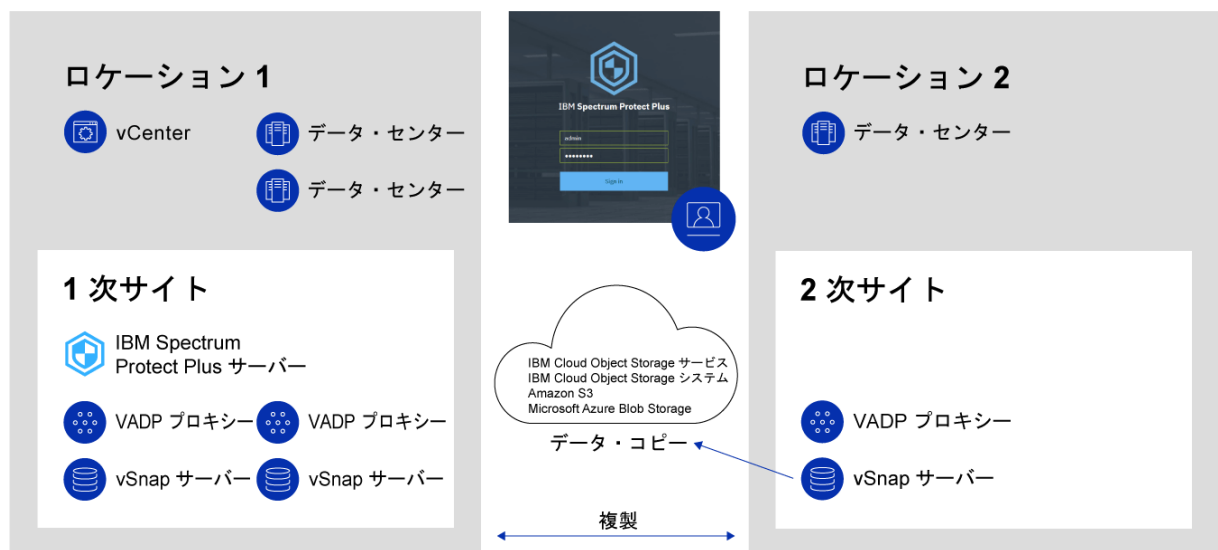 ロケーション 1
vCenter
データ・センター
データ・センター
1 次サイト
IBM Spectrum
Protect Plus サーバー
VADP プロキシー
VADP プロキシー
vSnap サーバー
vSnap サーバー
IBM Spectrum Protect Plus
admin
••••••••
Sign in
IBM Cloud Object Storage サービス
IBM Cloud Object Storage システム
Amazon S3
Microsoft Azure Blob Storage
データ・コピー
複製
ロケーション 2
データ・センター
2 次サイト
VADP プロキシー
vSnap サーバー